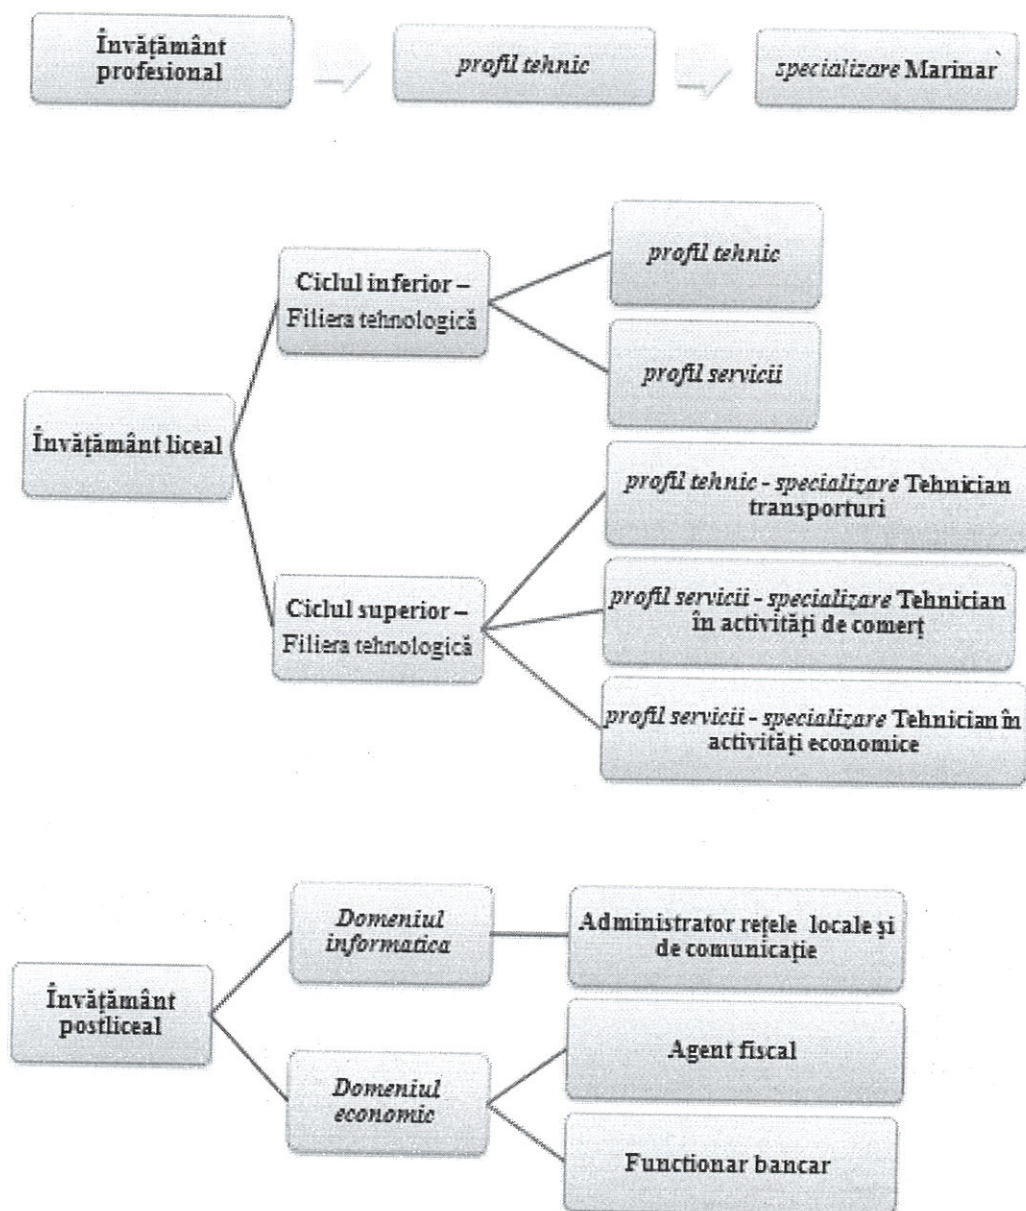 Învățământ
profesional
profil tehnic
specializare Marinar
Ciclul inferior –
Filiera tehnologică
profil tehnic
profil servicii
Învățământ liceal
Ciclul superior –
Filiera tehnologică
profil tehnic - specializare Tehnician
transporturi
profil servicii - specializare Tehnician
în activități de comerț
profil servicii - specializare Tehnician în
activități economice
Învățământ
postliceal
Domeniul
informatica
Administrator rețele locale și
de comunicație
Domeniul
economic
Agent fiscal
Functionar bancar